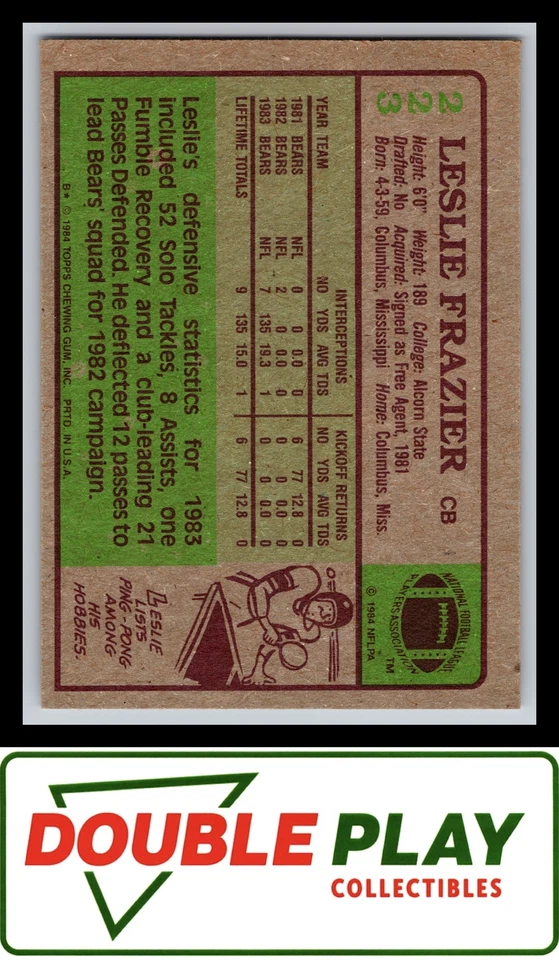 223
LESLIE FRAZIER CB
Height: 6'0" Weight: 189 College: Alcorn State
Drafted: No Acquired: Signed as Free Agent, 1981
Born: 4-3-59, Columbus, Mississippi Home: Columbus, Miss.
NATIONAL FOOTBALL LEAGUE
PLAYERS ASSOCIATION
TM
© 1984 NFLPA
INTERCEPTIONS KICKOFF RETURNS
YEAR TEAM NO YDS AVG TDS NO YDS AVG TDS
1981 BEARS NFL 0 0 0.0 0 6 77 12.8 0
1982 BEARS NFL 2 0 0.0 0 0 0 0.0 0
1983 BEARS NFL 7 135 19.3 1 0 0 0.0 0
LIFETIME TOTALS 9 135 15.0 1 6 77 12.8 0
Leslie's defensive statistics for 1983
included 52 Solo Tackles, 8 Assists, one
Fumble Recovery and a club-leading 21
Passes Defended. He deflected 12 passes to
lead Bears' squad for 1982 campaign.
B* © 1984 TOPPS CHEWING GUM, INC. PRTD. IN U.S.A.
LESLIE
LISTS
PING-PONG
AMONG
HIS
HOBBIES.
DOUBLE PLAY
COLLECTIBLES